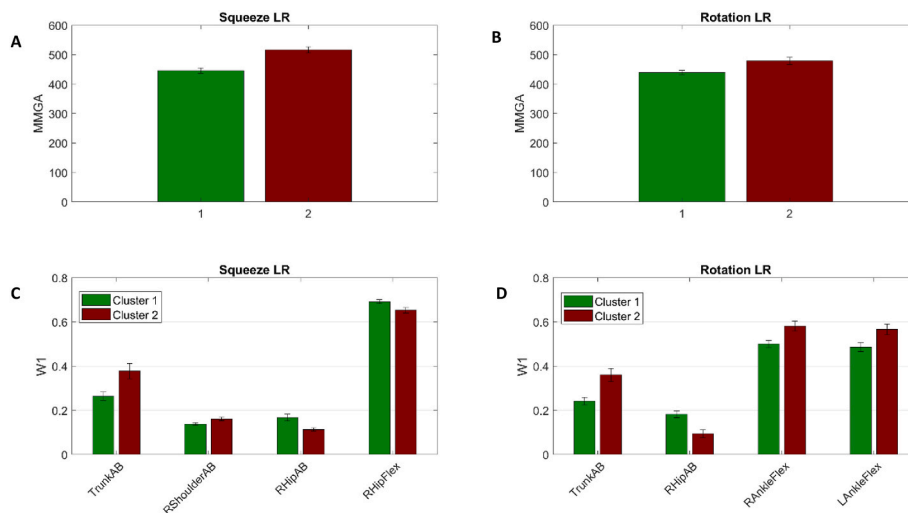 A
Squeeze LR
600
500
400
300
200
100
0
MMGA
1 2
B
Rotation LR
600
500
400
300
200
100
0
MMGA
1 2
C
Squeeze LR
0.8
0.6
0.4
0.2
0
W1
Cluster 1
Cluster 2
TrunkAB
RShoulderAB
RHipAB
RHipFlex
D
Rotation LR
0.8
0.6
0.4
0.2
0
W1
Cluster 1
Cluster 2
TrunkAB
RHipAB
RAnkleFlex
LAnkleFlex